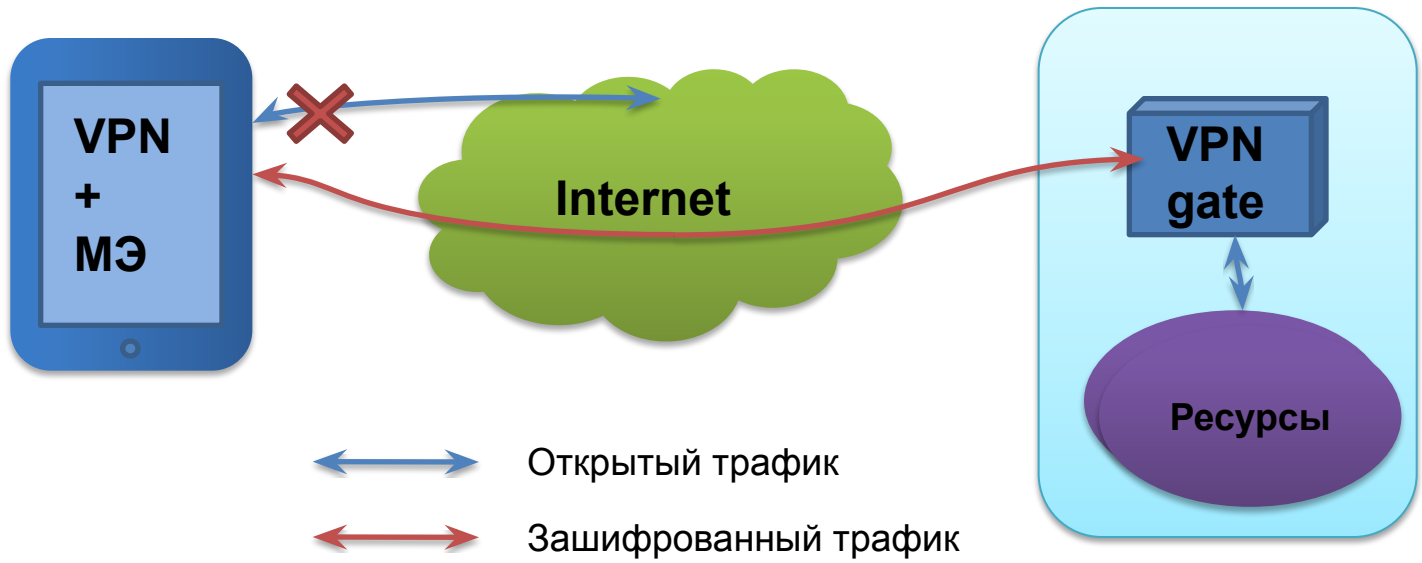 VPN
+
МЭ
Internet
VPN
gate
Ресурсы
Открытый трафик
Зашифрованный трафик